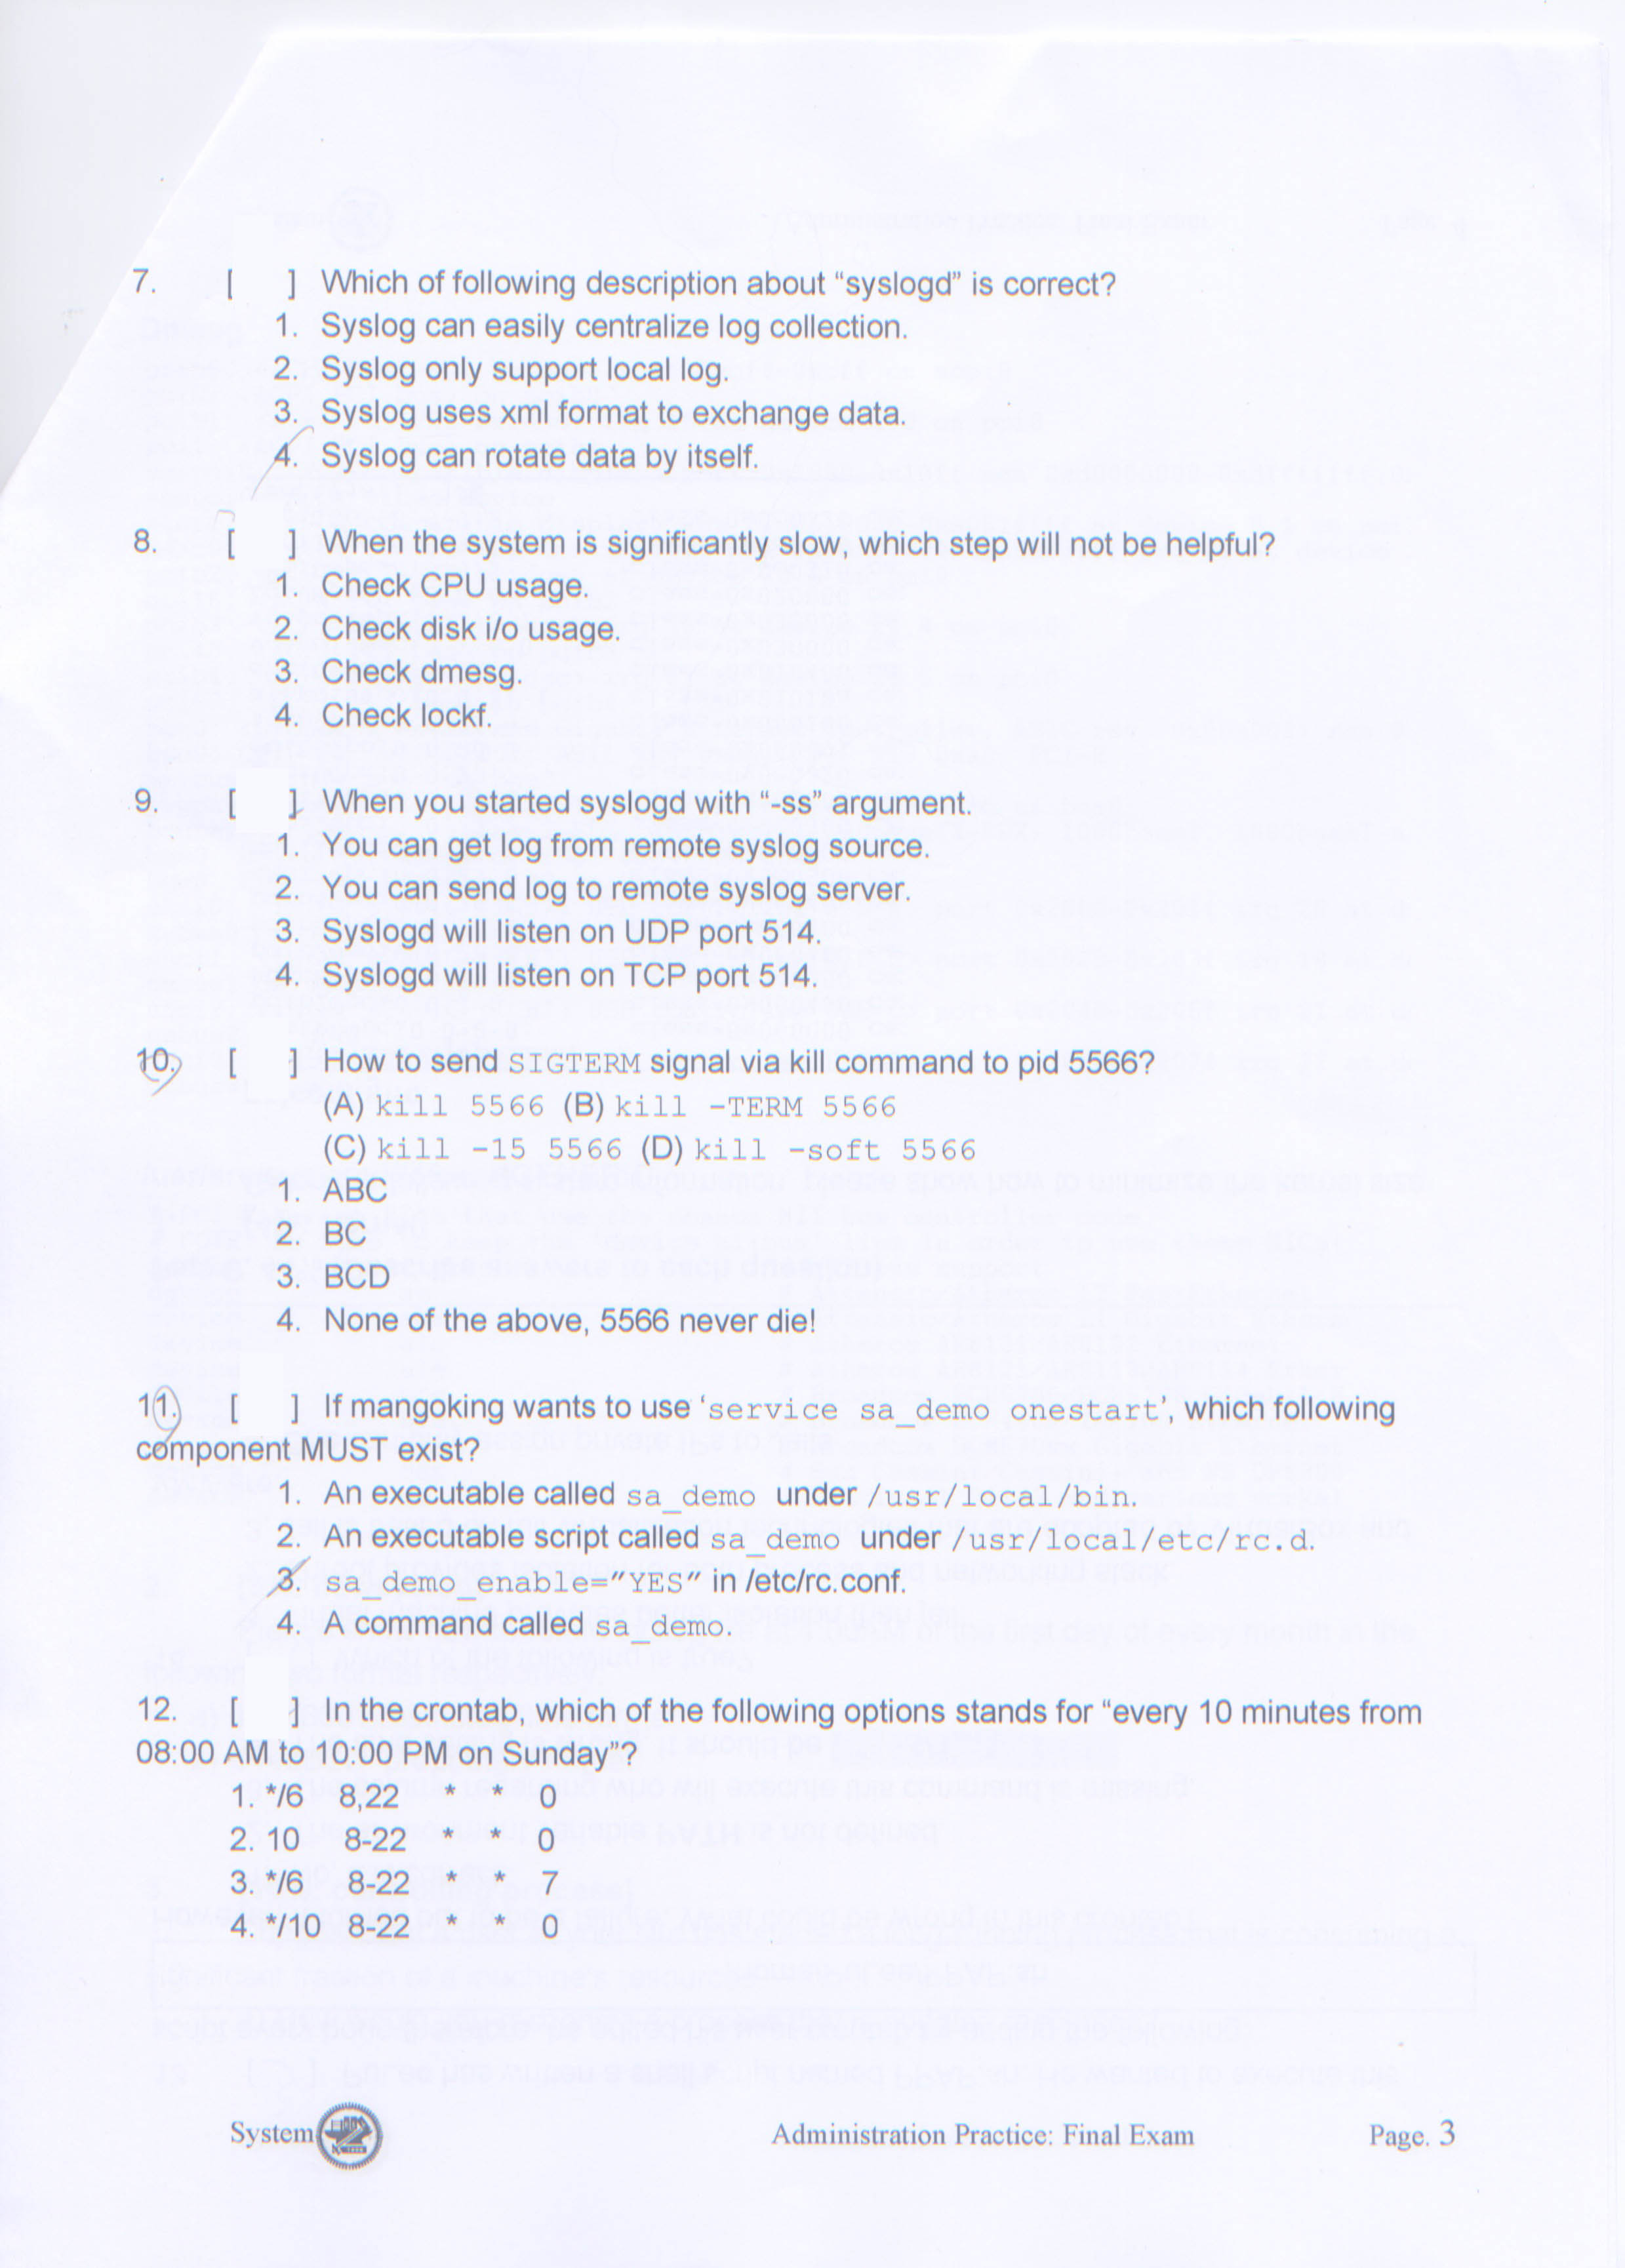 7. [ ] Which of following description about “syslogd” is correct?
1. Syslog can easily centralize log collection.
2. Syslog only support local log.
3. Syslog uses xml format to exchange data.
4. Syslog can rotate data by itself.
8. [ ] When the system is significantly slow, which step will not be helpful?
1. Check CPU usage.
2. Check disk i/o usage.
3. Check dmesg.
4. Check lockf.
9. [ ] When you started syslogd with “-ss” argument.
1. You can get log from remote syslog source.
2. You can send log to remote syslog server.
3. Syslogd will listen on UDP port 514.
4. Syslogd will listen on TCP port 514.
10. [ ] How to send SIGTERM signal via kill command to pid 5566?
(A) kill 5566 (B) kill -TERM 5566
(C) kill -15 5566 (D) kill -soft 5566
1. ABC
2. BC
3. BCD
4. None of the above, 5566 never die!
11. [ ] If mangoking wants to use ‘service sa_demo onestart’, which following
component MUST exist?
1. An executable called sa_demo under /usr/local/bin.
2. An executable script called sa_demo under /usr/local/etc/rc.d.
3. sa_demo_enable=”YES” in /etc/rc.conf.
4. A command called sa_demo.
12. [ ] In the crontab, which of the following options stands for “every 10 minutes from
08:00 AM to 10:00 PM on Sunday”?
1. */6 8,22 * * 0
2. 10 8-22 * * 0
3. */6 8-22 * * 7
4. */10 8-22 * * 0
System Administration Practice: Final Exam Page. 3